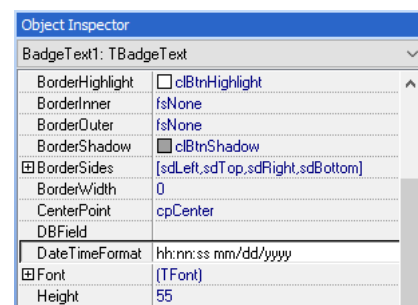 Object Inspector
BadgeText1: TBadgeText
BorderHighlight clBtnHighlight
BorderInner fsNone
BorderOuter fsNone
BorderShadow clBtnShadow
BorderSides [sdLeft,sdTop,sdRight,sdBottom]
BorderWidth 0
CenterPoint cpCenter
DBField
DateTimeFormat hh:nn:ss mm/dd/yyyy
Font (TFont)
Height 55